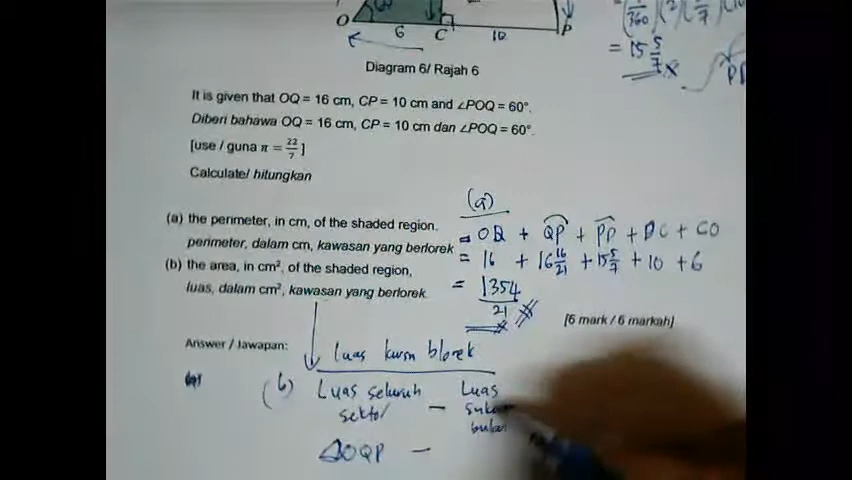 O 6 C 10 P
Diagram 6/ Rajah 6
= 15 5/7
It is given that OQ = 16 cm, CP = 10 cm and ∠POQ = 60°.
Diberi bahawa OQ = 16 cm, CP = 10 cm dan ∠POQ = 60°.
[use / guna π = 22/7]
Calculate/ hitungkan
(a)
(a) the perimeter, in cm, of the shaded region.
perimeter, dalam cm, kawasan yang berlorek
= OQ + QP + PD + DC + CO
(b) the area, in cm², of the shaded region,
= 16 + 16 16/21 + 15 5/7 + 10 + 6
luas, dalam cm², kawasan yang berlorek.
= 1354/21
[6 mark / 6 markah]
Answer / Jawapan:
Luas kwsn blorek
(b) Luas seluruh sektor – Luas
△OQP –